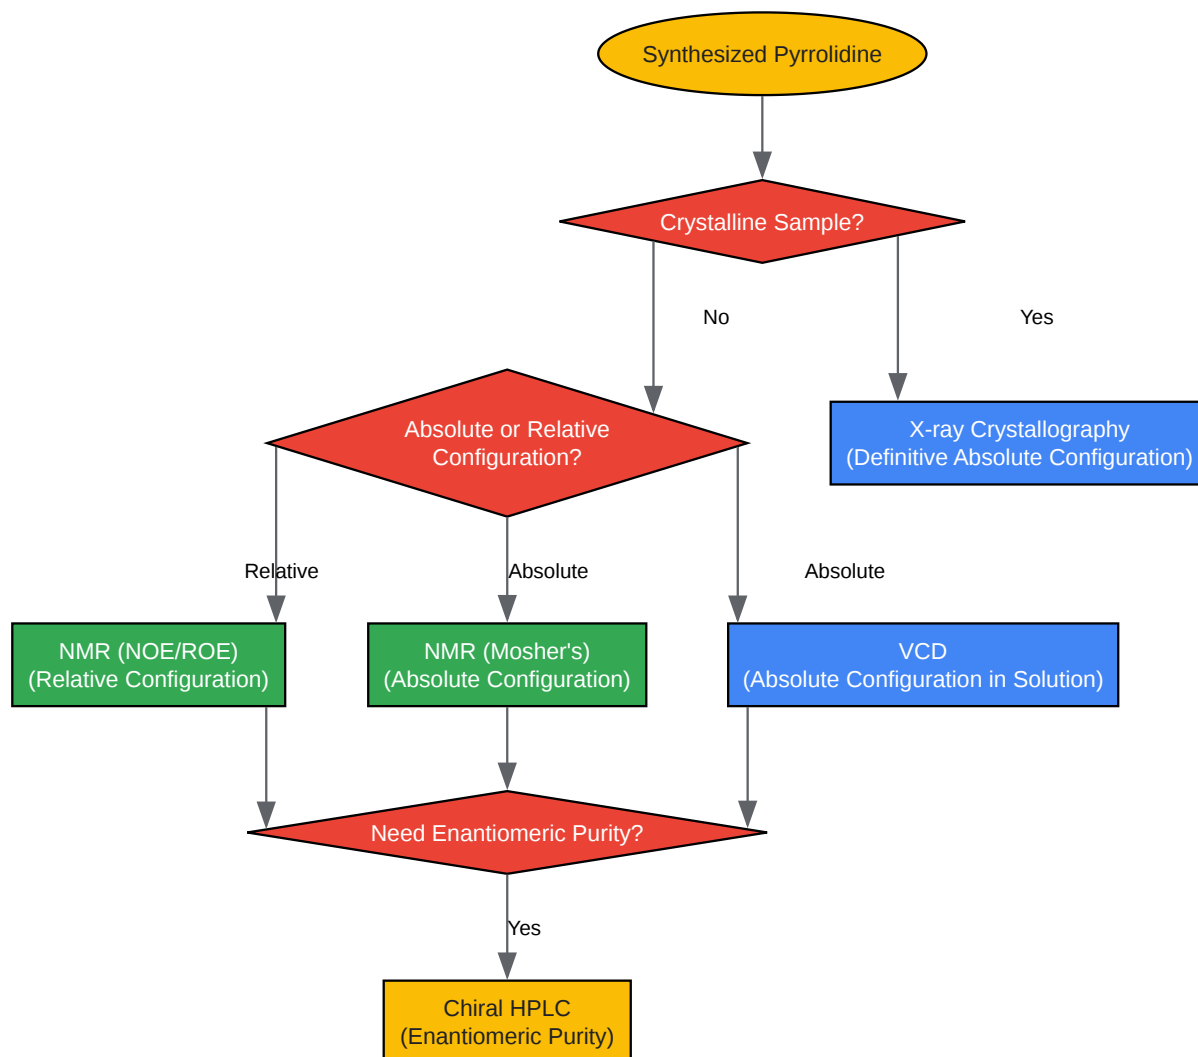 Synthesized Pyrrolidine
Crystalline Sample?
No
Yes
Absolute or Relative
Configuration?
X-ray Crystallography
(Definitive Absolute Configuration)
Relative
Absolute
Absolute
NMR (NOE/ROE)
(Relative Configuration)
NMR (Mosher's)
(Absolute Configuration)
VCD
(Absolute Configuration in Solution)
Need Enantiomeric Purity?
Yes
Chiral HPLC
(Enantiomeric Purity)